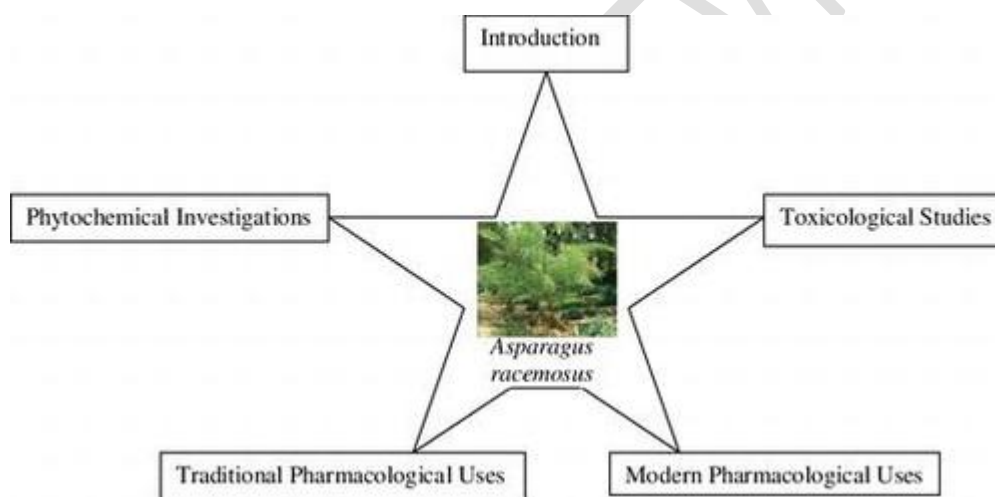 Introduction
Phytochemical Investigations
Toxicological Studies
Asparagus
racemosus
Traditional Pharmacological Uses
Modern Pharmacological Uses